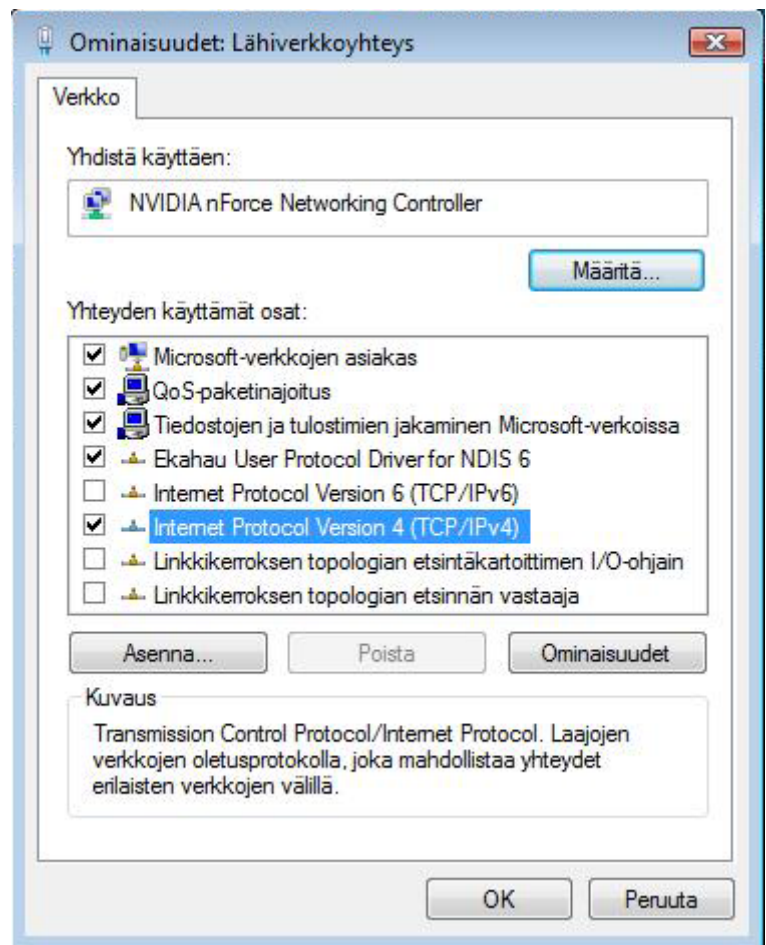 Ominaisuudet: Lähiverkkoyhteys
Verkko
Yhdistä käyttäen:
NVIDIA nForce Networking Controller
Määritä...
Yhteyden käyttämät osat:
Microsoft-verkkojen asiakas
QoS-paketinajoitus
Tiedostojen ja tulostimien jakaminen Microsoft-verkoissa
Ekahau User Protocol Driver for NDIS 6
Internet Protocol Version 6 (TCP/IPv6)
Internet Protocol Version 4 (TCP/IPv4)
Linkkikerroksen topologian etsintäkartoittimen I/O-ohjain
Linkkikerroksen topologian etsinnän vastaaja
Asenna... Poista Ominaisuudet
Kuvaus
Transmission Control Protocol/Internet Protocol. Laajojen
verkkojen oletusprotokolla, joka mahdollistaa yhteydet
erilaisten verkkojen välillä.
OK Peruuta